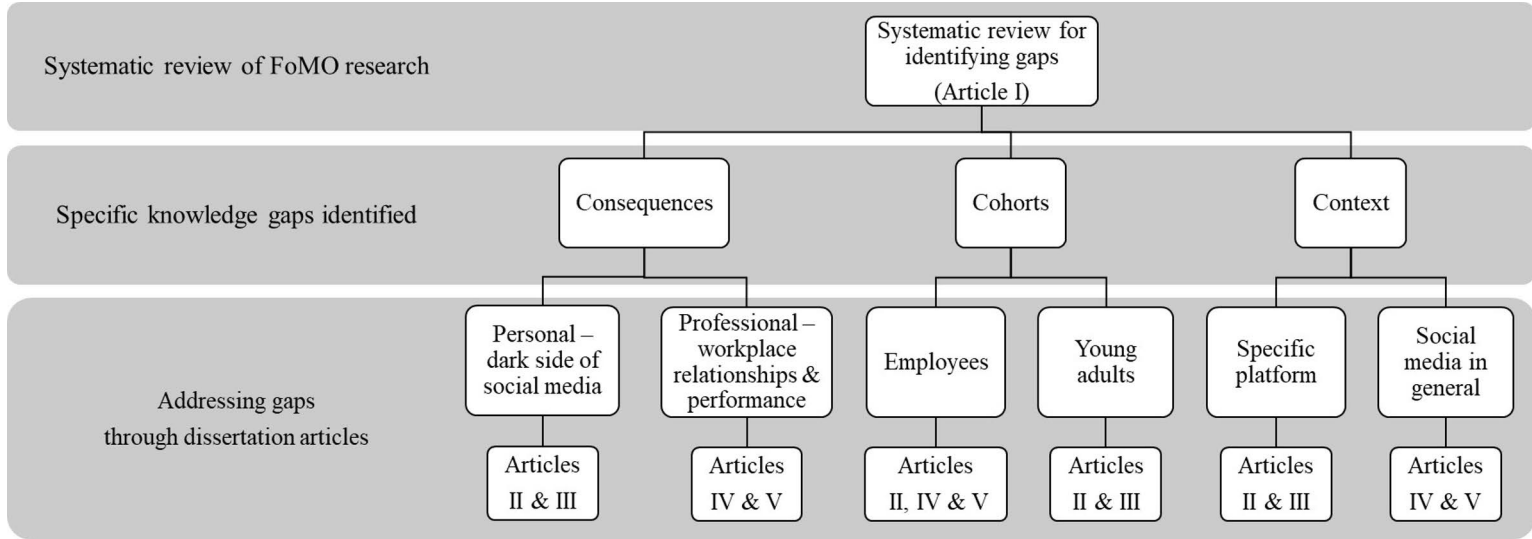 Systematic review of FoMO research
Systematic review for
identifying gaps
(Article I)
Specific knowledge gaps identified
Consequences
Cohorts
Context
Addressing gaps
through dissertation articles
Personal –
dark side of
social media
Professional –
workplace
relationships &
performance
Employees
Young
adults
Specific
platform
Social
media in
general
Articles
II & III
Articles
IV & V
Articles
II, IV & V
Articles
II & III
Articles
II & III
Articles
IV & V